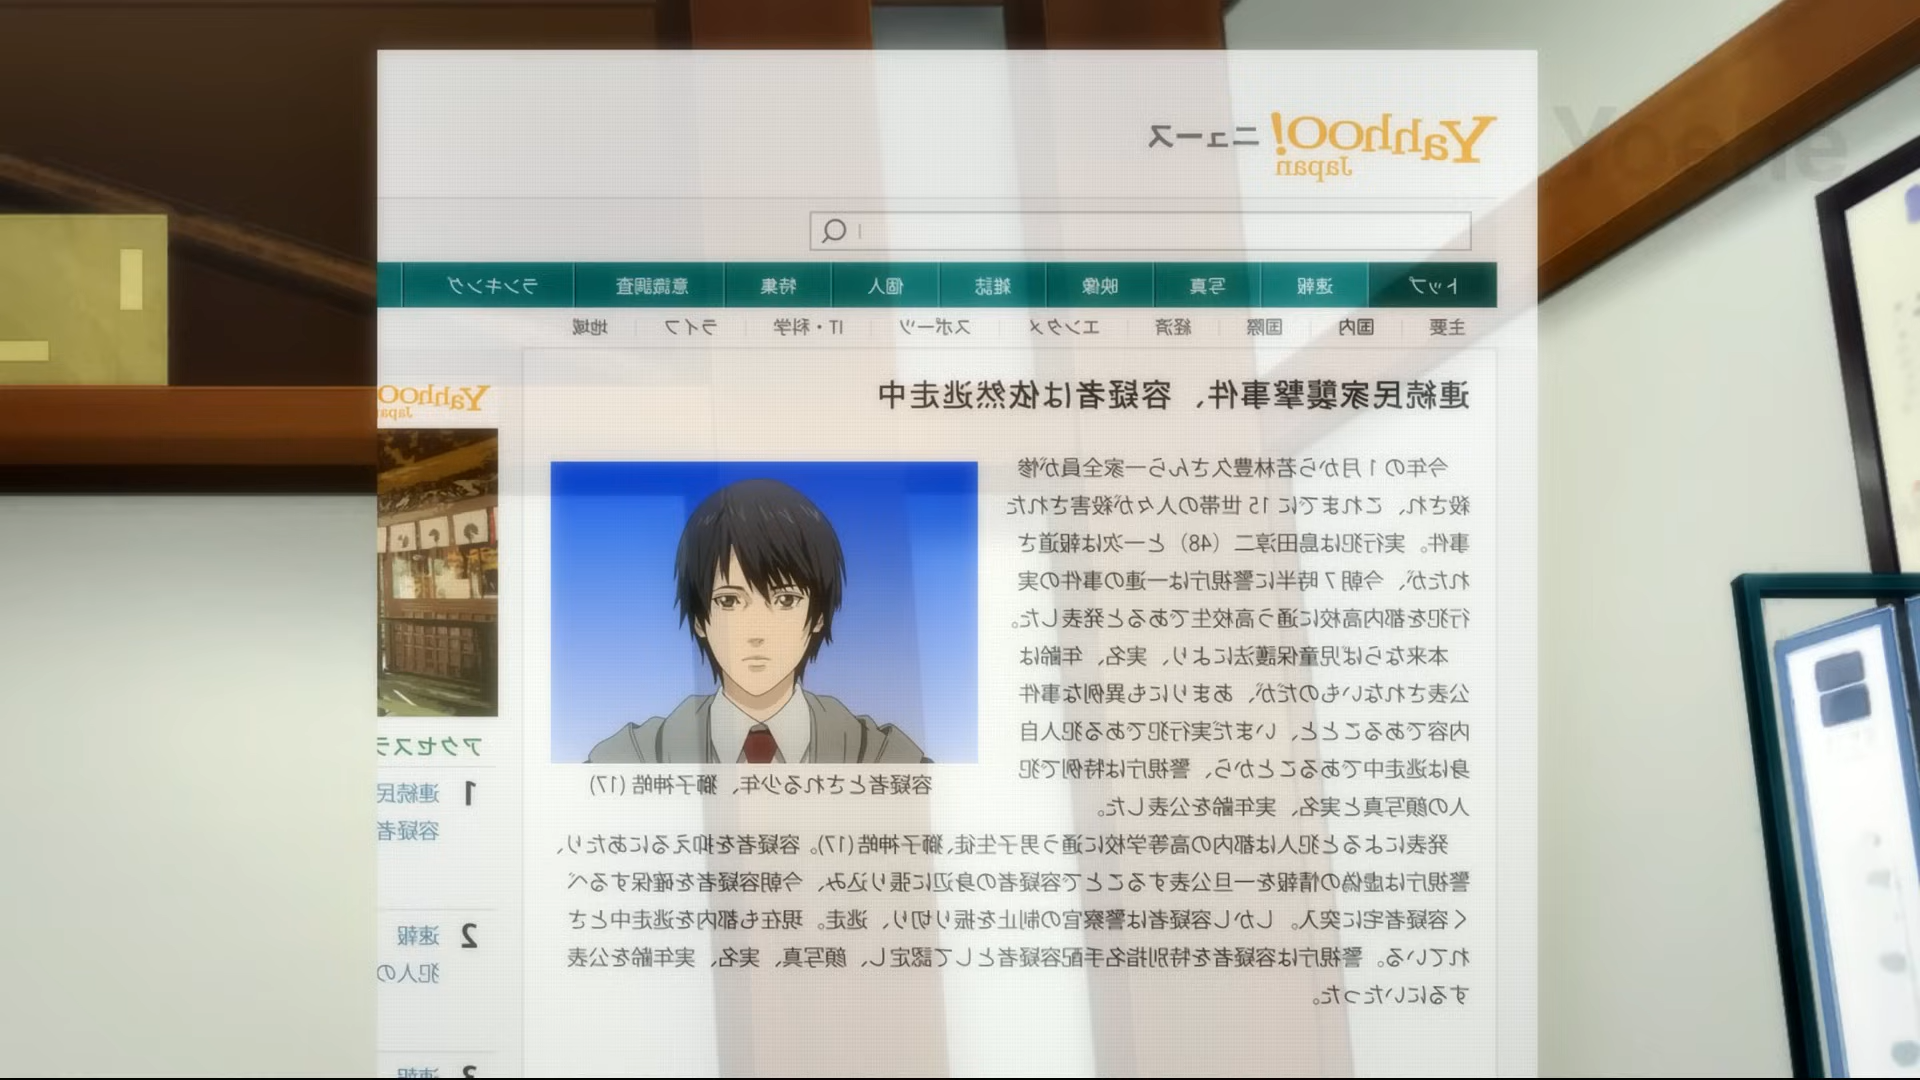 Yahoo! ニュース
Japan
トップ 速報 写真 映像 雑誌 個人 特集 意識調査 ランキング
主要 国内 国際 経済 エンタメ スポーツ IT・科学 ライフ 地域
連続民家襲撃事件、容疑者は依然逃走中
今年の1月から若林豊久さんら一家全員が惨
殺され、これまでに15世帯の人々が殺害された
事件。実行犯は島田淳二（48）と一次は報道さ
れたが、今朝7時半に警視庁は一連の事件の実
行犯を都内高校に通う高校生であると発表した。
本来ならば児童保護法により、実名、年齢は
公表されないものだが、あまりにも異例な事件
内容であることと、いまだ実行犯である犯人自
身は逃走中であることから、警視庁は特例で犯
人の顔写真と実名、実年齢を公表した。
発表によると犯人は都内の高等学校に通う男子生徒、獅子神皓(17)。容疑者を抑えるにあたり、
警視庁は虚偽の情報を一旦公表することで容疑者の身辺に張り込み、今朝容疑者を確保するべ
く容疑者宅に突入。しかし容疑者は警察官の制止を振り切り、逃走。現在も都内を逃走中とさ
れている。警視庁は容疑者を特別指名手配容疑者として認定し、顔写真、実名、実年齢を公表
するにいたった。
容疑者とされる少年、獅子神皓 (17)
Yahoo
Japan
アクセスラ
1 連続民
容疑者
2 速報
犯人の
3 速報